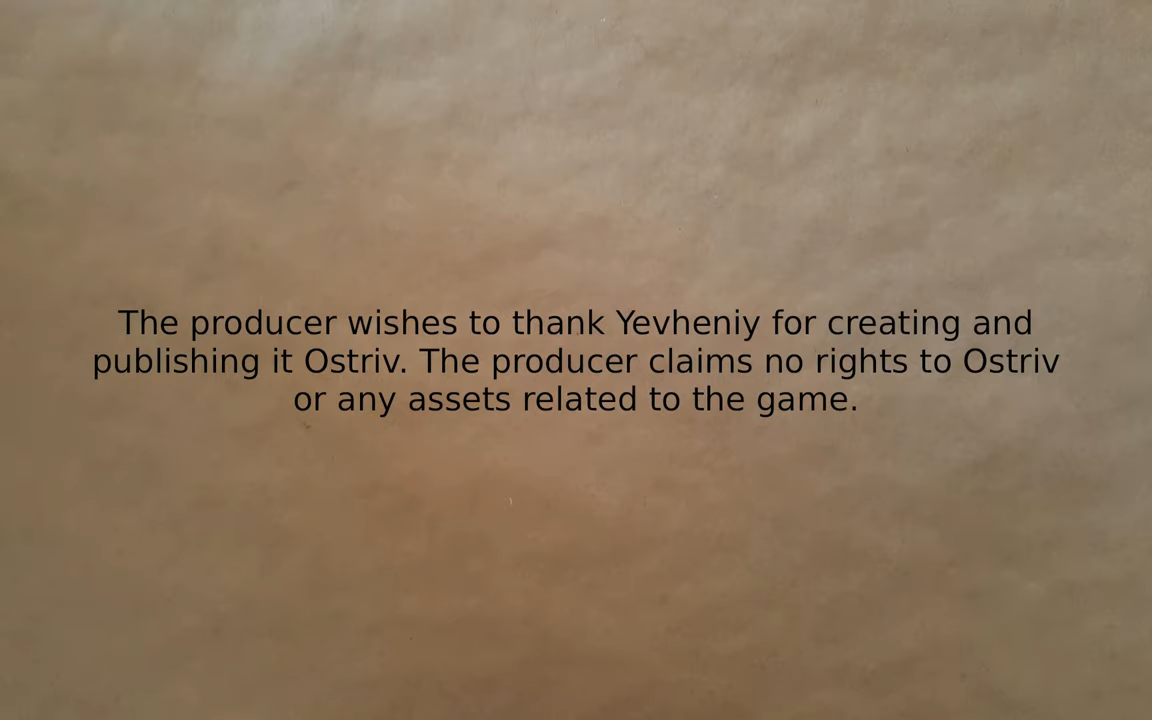 The producer wishes to thank Yevheniy for creating and
publishing it Ostriv. The producer claims no rights to Ostriv
or any assets related to the game.